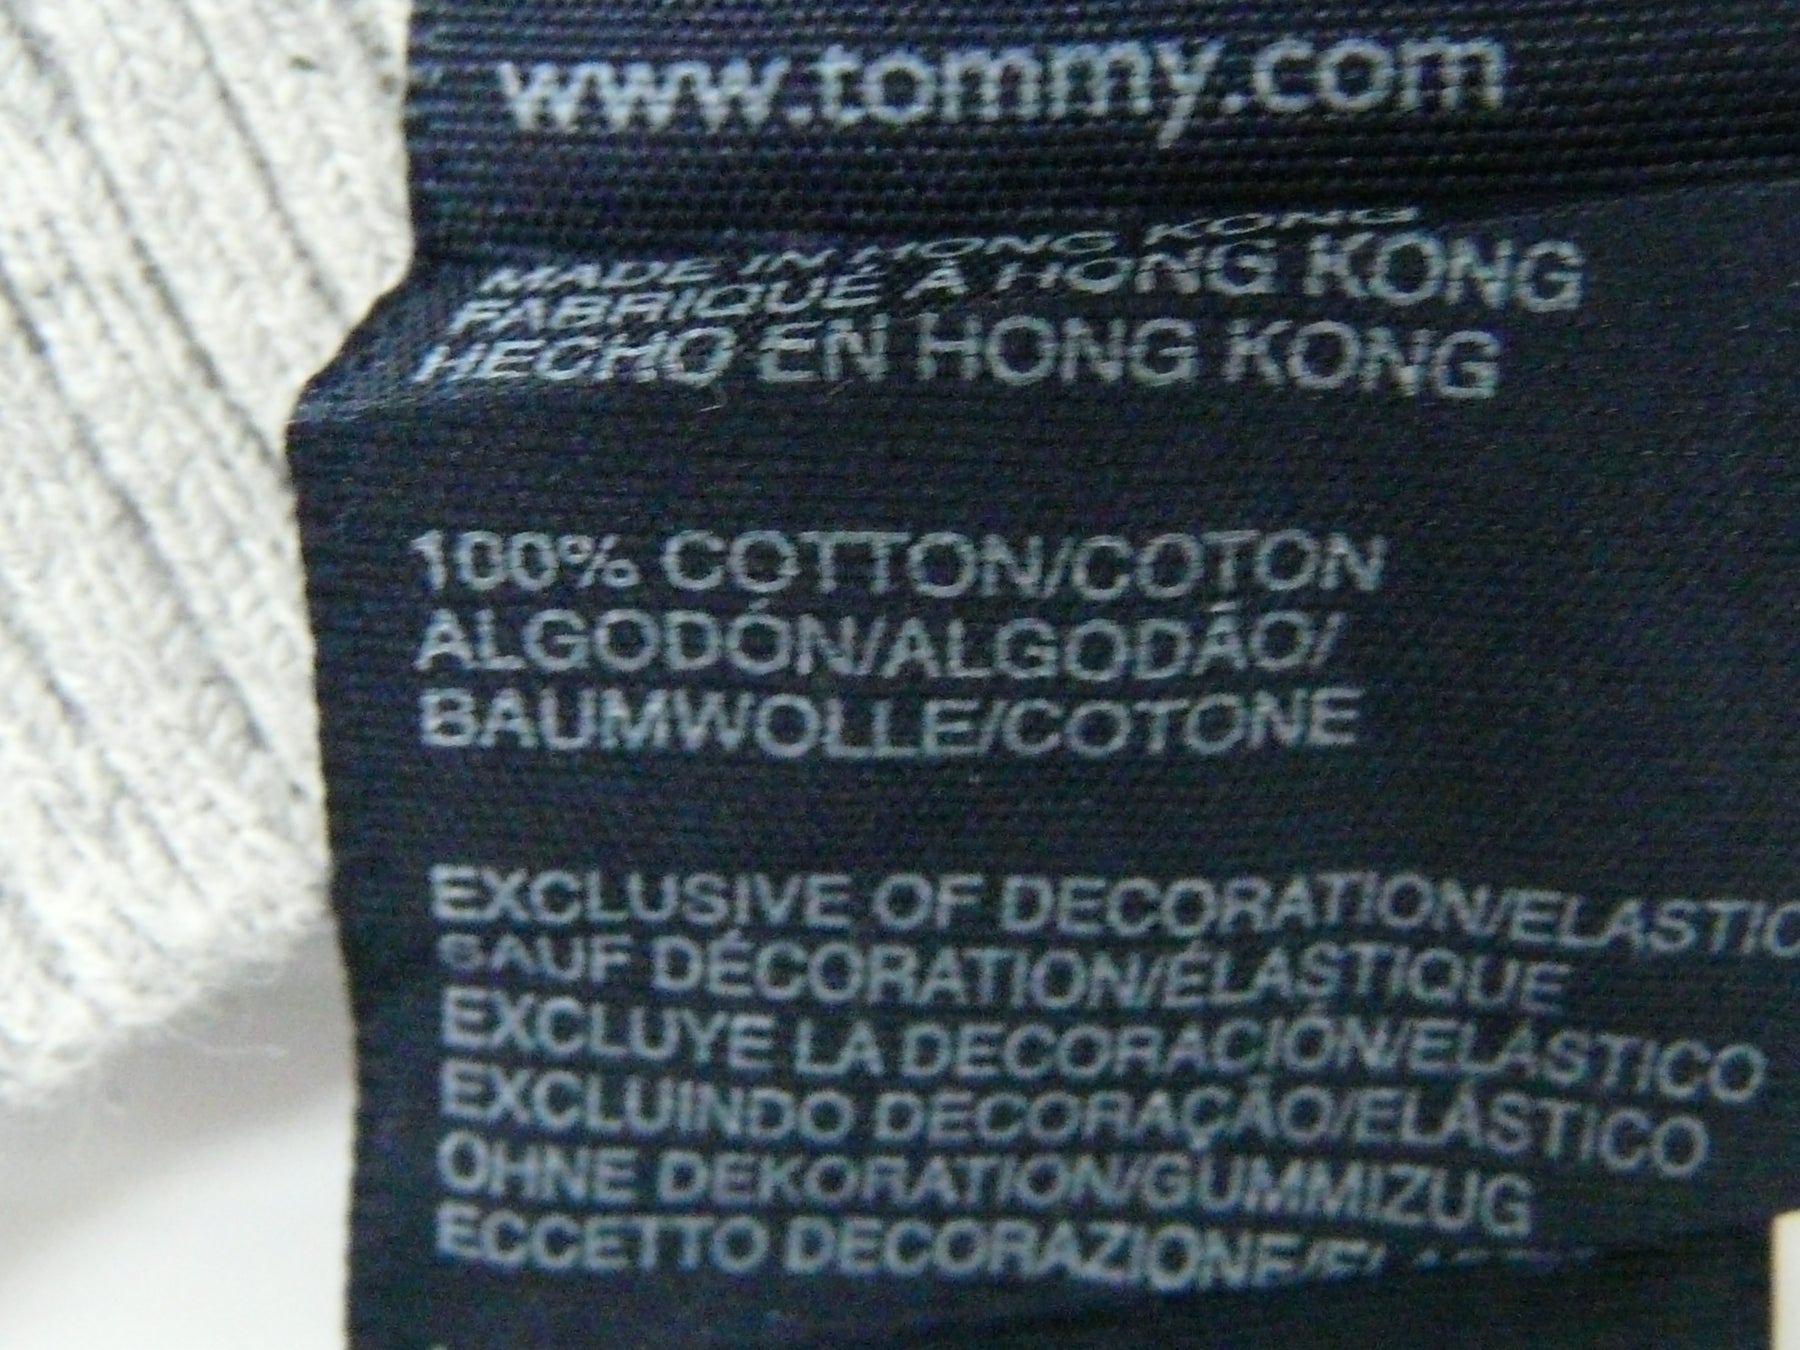 www.tommy.com
MADE IN HONG KONG
FABRIQUÉ À HONG KONG
HECHO EN HONG KONG
100% COTTON/COTON
ALGODÓN/ALGODÃO/
BAUMWOLLE/COTONE
EXCLUSIVE OF DECORATION/ELASTIC
SAUF DÉCORATION/ÉLASTIQUE
EXCLUYE LA DECORACIÓN/ELÁSTICO
EXCLUINDO DECORAÇÃO/ELÁSTICO
OHNE DEKORATION/GUMMIZUG
ECCETTO DECORAZIONE/